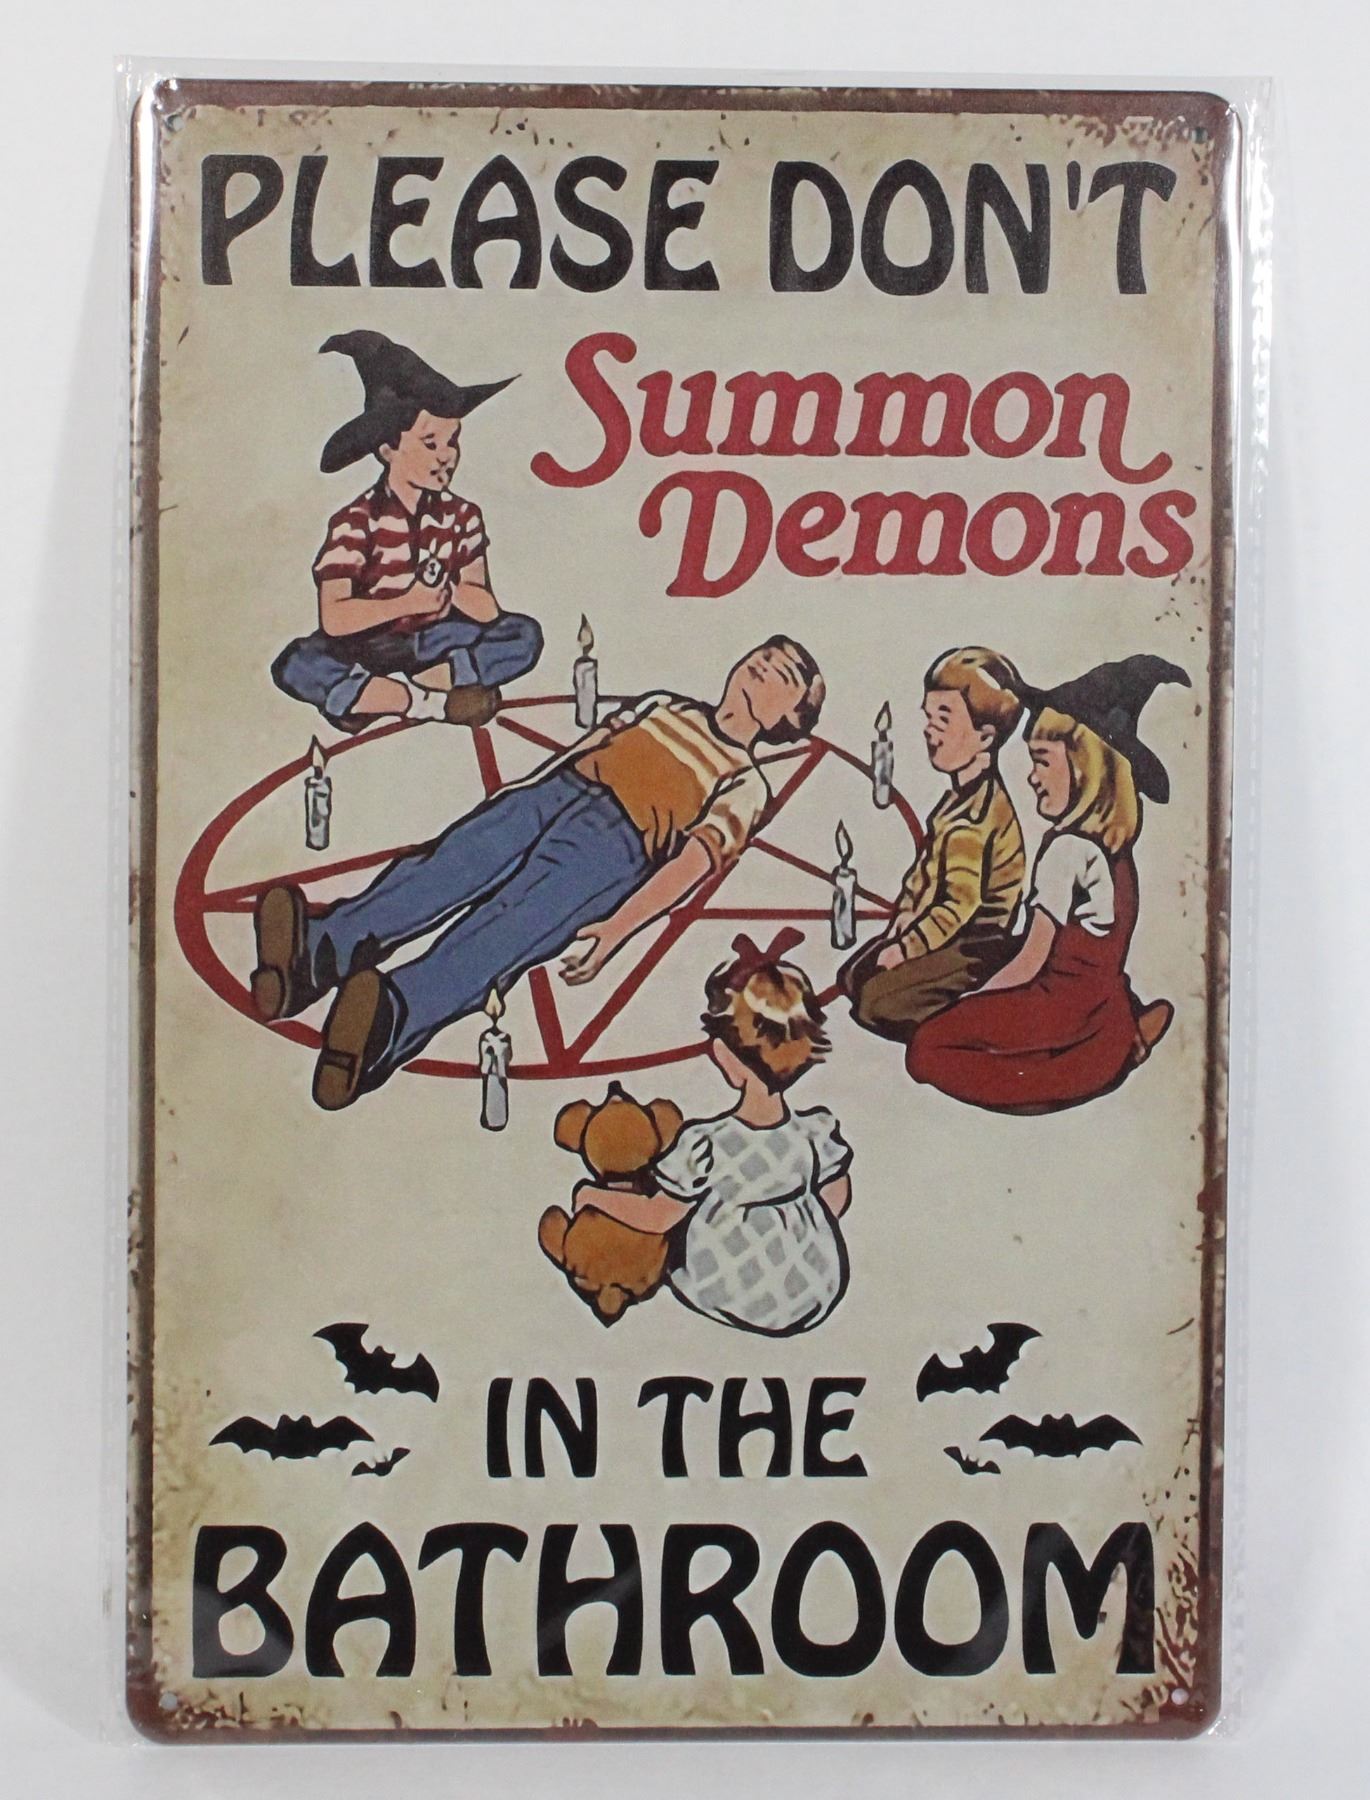 PLEASE DON'T
Summon
Demons
IN THE
BATHROOM